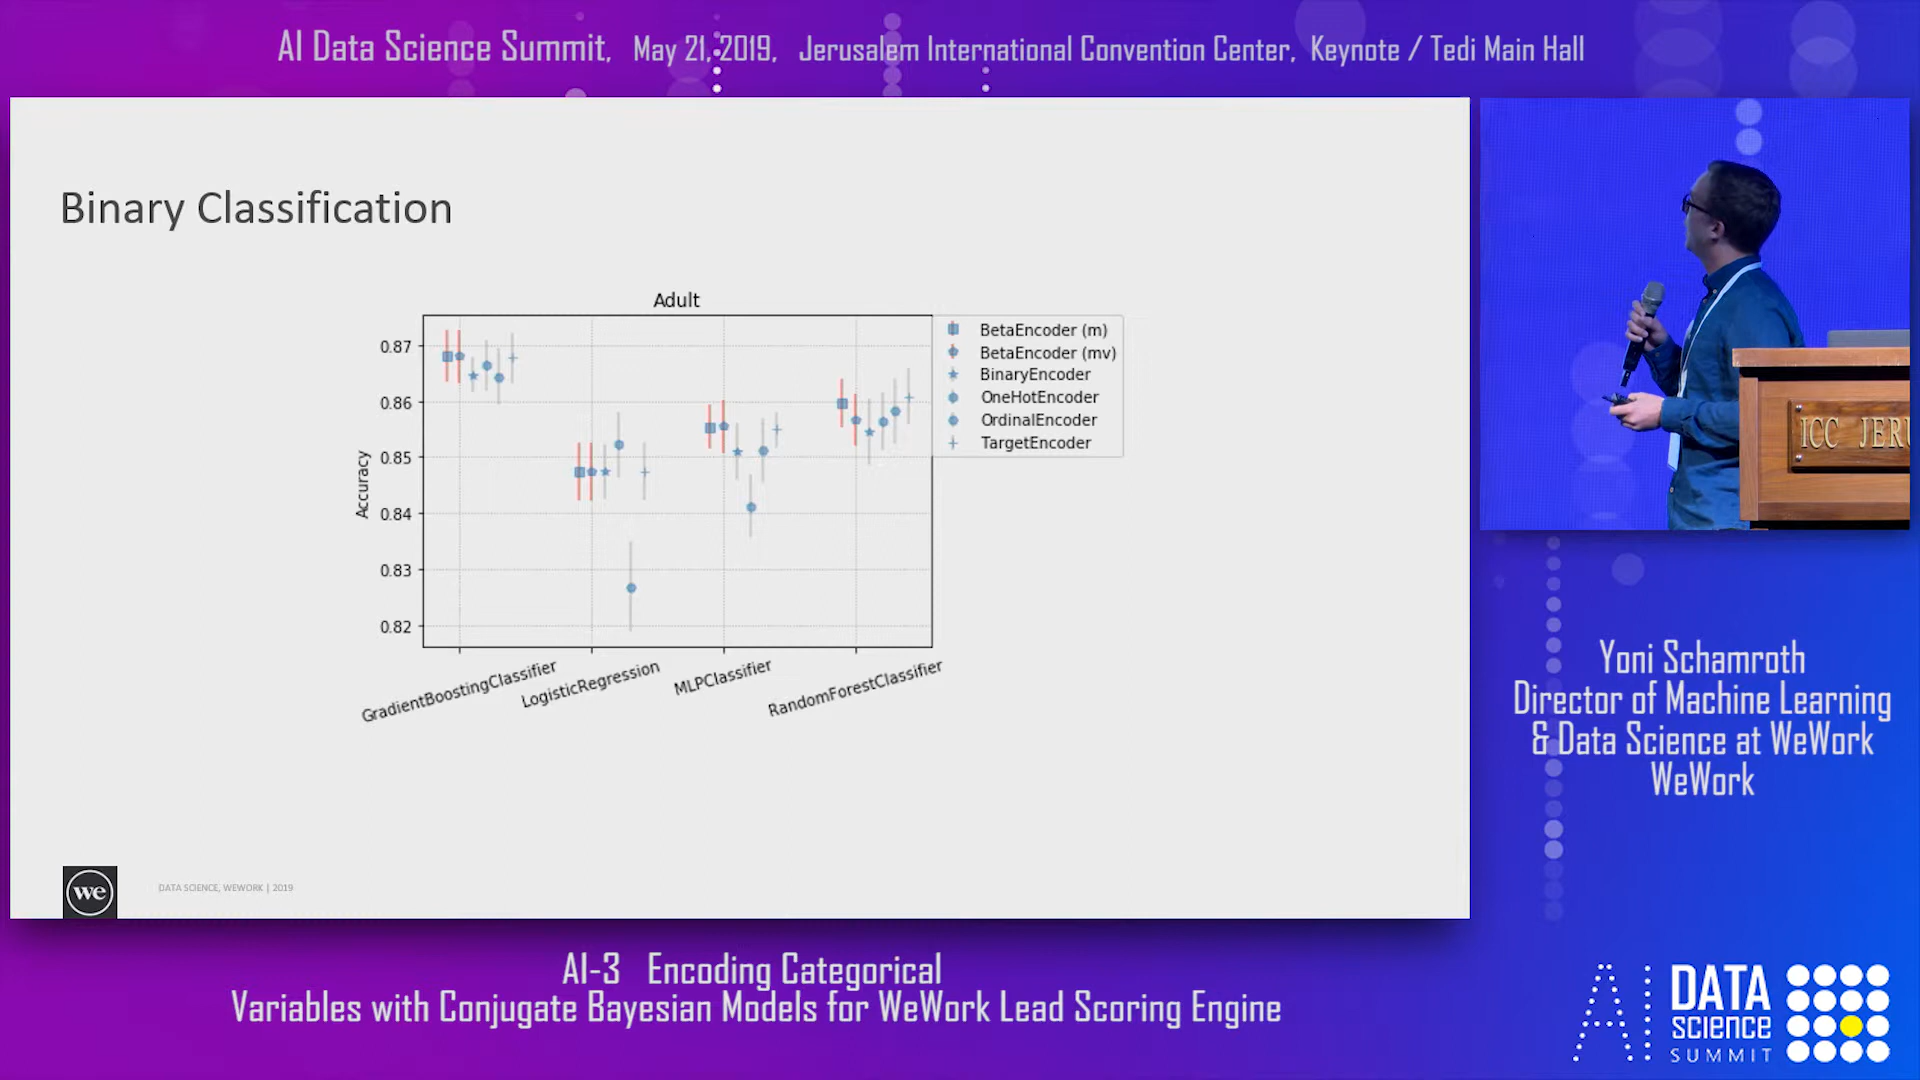 AI Data Science Summit, May 21, 2019, Jerusalem International Convention Center, Keynote / Tedi Main Hall
Binary Classification
Adult
0.87
0.86
0.85
0.84
0.83
0.82
Accuracy
GradientBoostingClassifier
LogisticRegression
MLPClassifier
RandomForestClassifier
BetaEncoder (m)
BetaEncoder (mv)
BinaryEncoder
OneHotEncoder
OrdinalEncoder
TargetEncoder
we
DATA SCIENCE, WEWORK | 2019
ICC JERU
Yoni Schamroth
Director of Machine Learning
& Data Science at WeWork
WeWork
AI-3 Encoding Categorical
Variables with Conjugate Bayesian Models for WeWork Lead Scoring Engine
AI
DATA
SCIENCE
SUMMIT